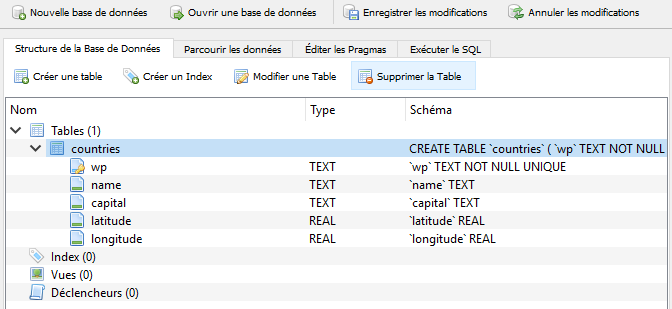 Nouvelle base de données Ouvrir une base de données Enregistrer les modifications Annuler les modifications
Structure de la Base de Données Parcourir les données Éditer les Pragmas Exécuter le SQL
Créer une table Créer un Index Modifier une Table Supprimer la Table
Nom Type Schéma
Tables (1)
countries CREATE TABLE `countries` ( `wp` TEXT NOT NULL
wp TEXT `wp` TEXT NOT NULL UNIQUE
name TEXT `name` TEXT
capital TEXT `capital` TEXT
latitude REAL `latitude` REAL
longitude REAL `longitude` REAL
Index (0)
Vues (0)
Déclencheurs (0)